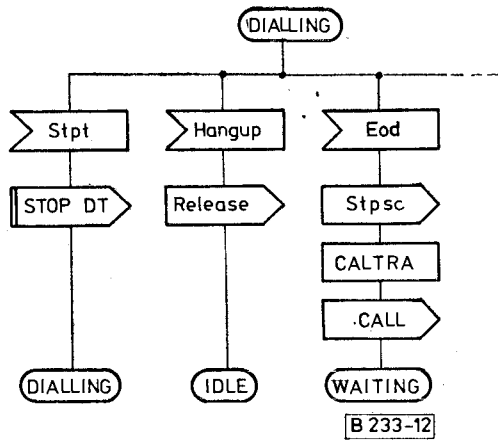 DIALLING
Stpt Hangup Eod
STOP DT Release Stpsc
CALTRA
CALL
DIALLING IDLE WAITING
B 233-12